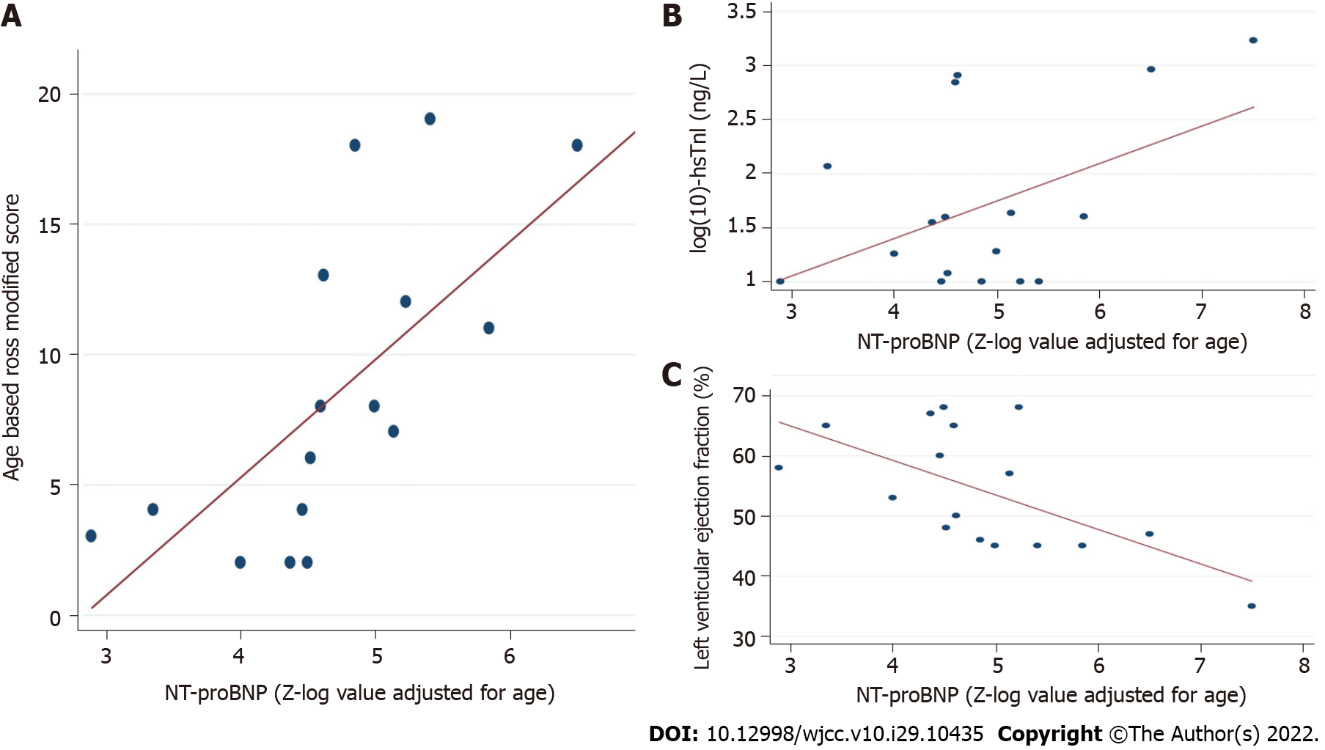 A
Age based ross modified score
20
15
10
5
0
3 4 5 6
NT-proBNP (Z-log value adjusted for age)
B
log(10)-hsTnI (ng/L)
3.5
3
2.5
2
1.5
1
3 4 5 6 7 8
NT-proBNP (Z-log value adjusted for age)
C
Left venticular ejection fraction (%)
70
60
50
40
30
3 4 5 6 7 8
NT-proBNP (Z-log value adjusted for age)
DOI: 10.12998/wjcc.v10.i29.10435 Copyright ©The Author(s) 2022.